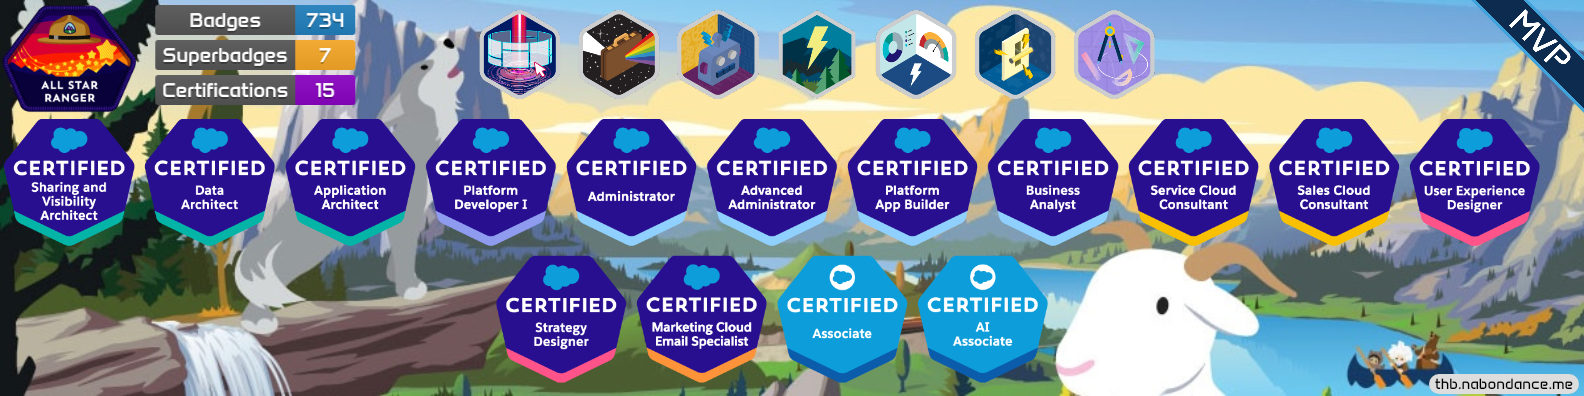 ALL STAR
RANGER
Badges 734
Superbadges 7
Certifications 15
MVP
CERTIFIED
Sharing and
Visibility
Architect
CERTIFIED
Data
Architect
CERTIFIED
Application
Architect
CERTIFIED
Platform
Developer I
CERTIFIED
Administrator
CERTIFIED
Advanced
Administrator
CERTIFIED
Platform
App Builder
CERTIFIED
Business
Analyst
CERTIFIED
Service Cloud
Consultant
CERTIFIED
Sales Cloud
Consultant
CERTIFIED
User Experience
Designer
CERTIFIED
Strategy
Designer
CERTIFIED
Marketing Cloud
Email Specialist
CERTIFIED
Associate
CERTIFIED
AI
Associate
thb.nabondance.me